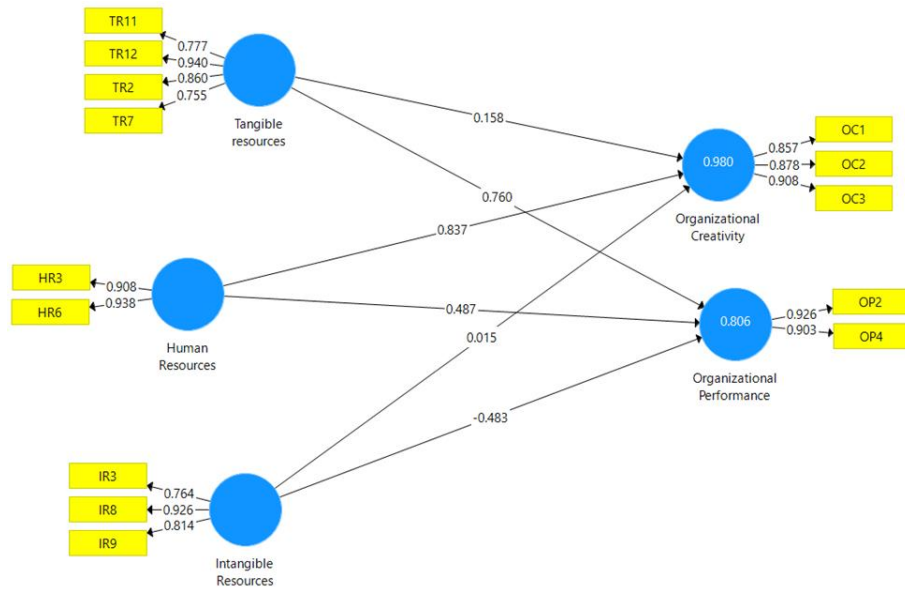 TR11
0.777
TR12
0.940
TR2
0.860
TR7
0.755
Tangible
resources
0.158
0.760
0.980
Organizational
Creativity
0.857
OC1
0.878
OC2
0.908
OC3
HR3
0.908
HR6
0.938
Human
Resources
0.837
0.487
0.015
0.806
Organizational
Performance
0.926
OP2
0.903
OP4
-0.483
IR3
0.764
IR8
0.926
IR9
0.814
Intangible
Resources